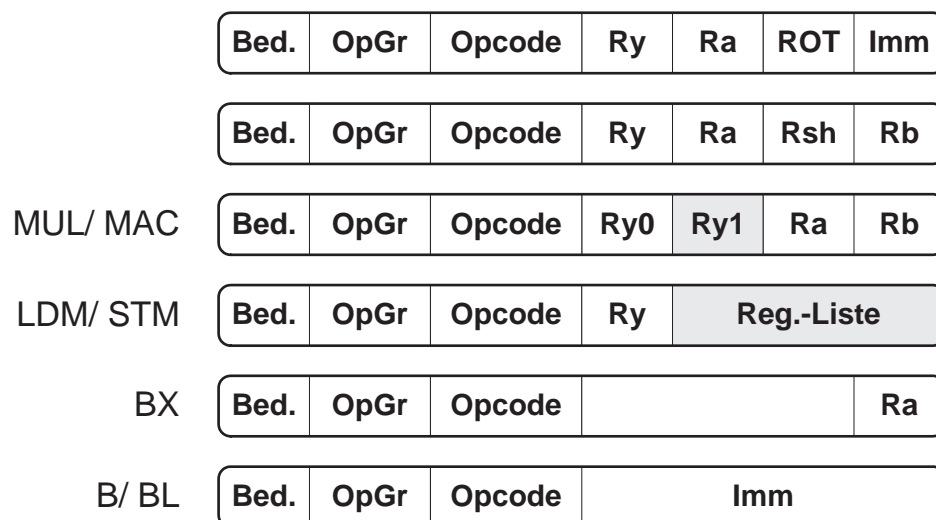 Bed. OpGr Opcode Ry Ra ROT Imm
Bed. OpGr Opcode Ry Ra Rsh Rb
MUL/ MAC Bed. OpGr Opcode Ry0 Ry1 Ra Rb
LDM/ STM Bed. OpGr Opcode Ry Reg.-Liste
BX Bed. OpGr Opcode Ra
B/ BL Bed. OpGr Opcode Imm